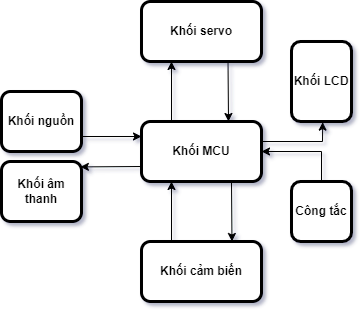 Khối servo
Khối LCD
Khối nguồn
Khối MCU
Khối âm
thanh
Công tắc
Khối cảm biến